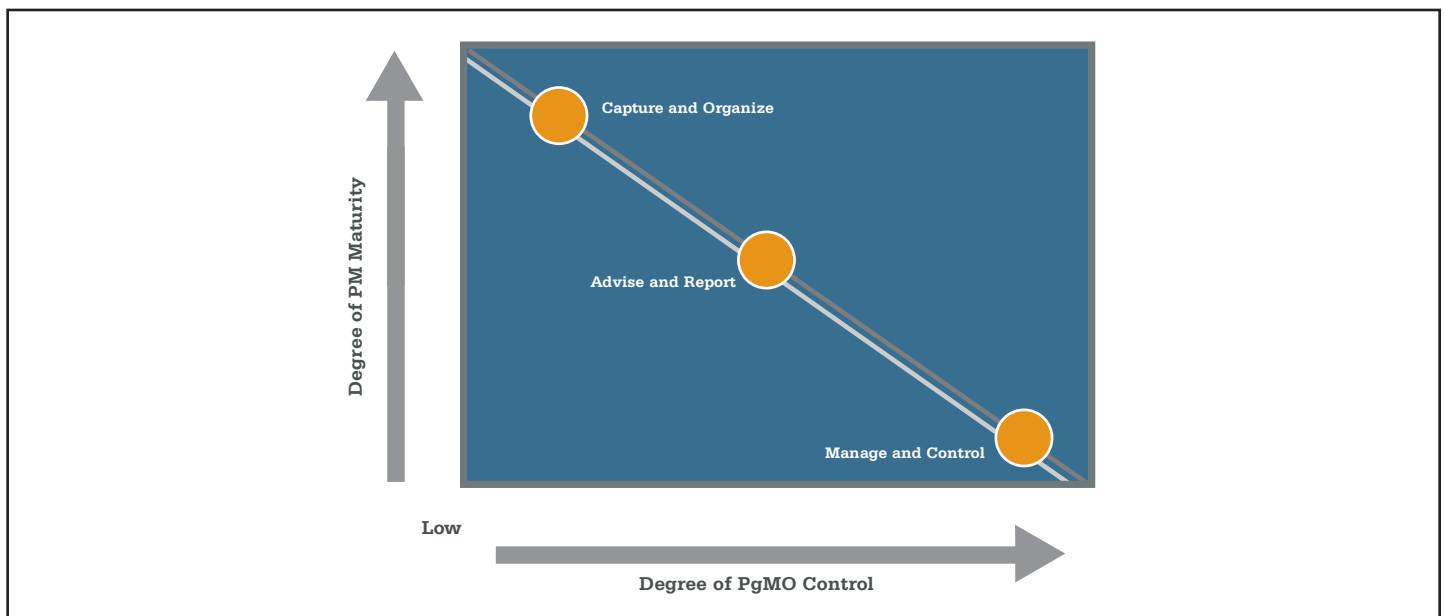 Capture and Organize
Degree of PM Maturity
Advise and Report
Manage and Control
Low
Degree of PgMO Control